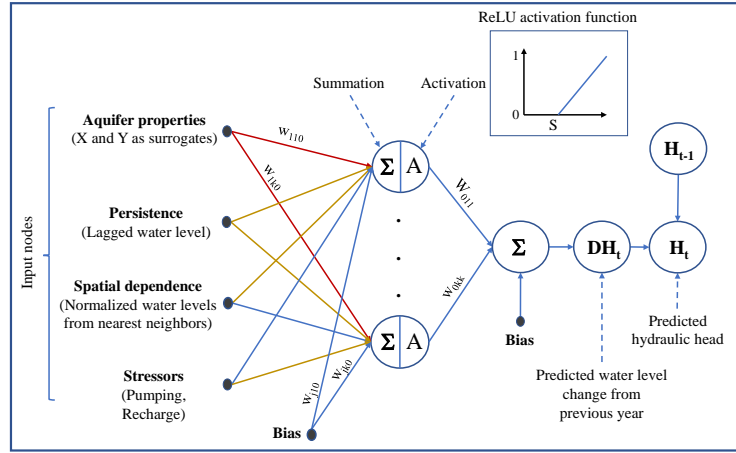 ReLU activation function
1
0
S
Summation
Activation
Input nodes
Aquifer properties
(X and Y as surrogates)
Persistence
(Lagged water level)
Spatial dependence
(Normalized water levels
from nearest neighbors)
Stressors
(Pumping,
Recharge)
Bias
w110
w1k0
wj10
wjk0
Σ A
Σ A
W011
w0kk
Σ
Bias
DHt
Ht-1
Ht
Predicted
hydraulic head
Predicted water level
change from
previous year